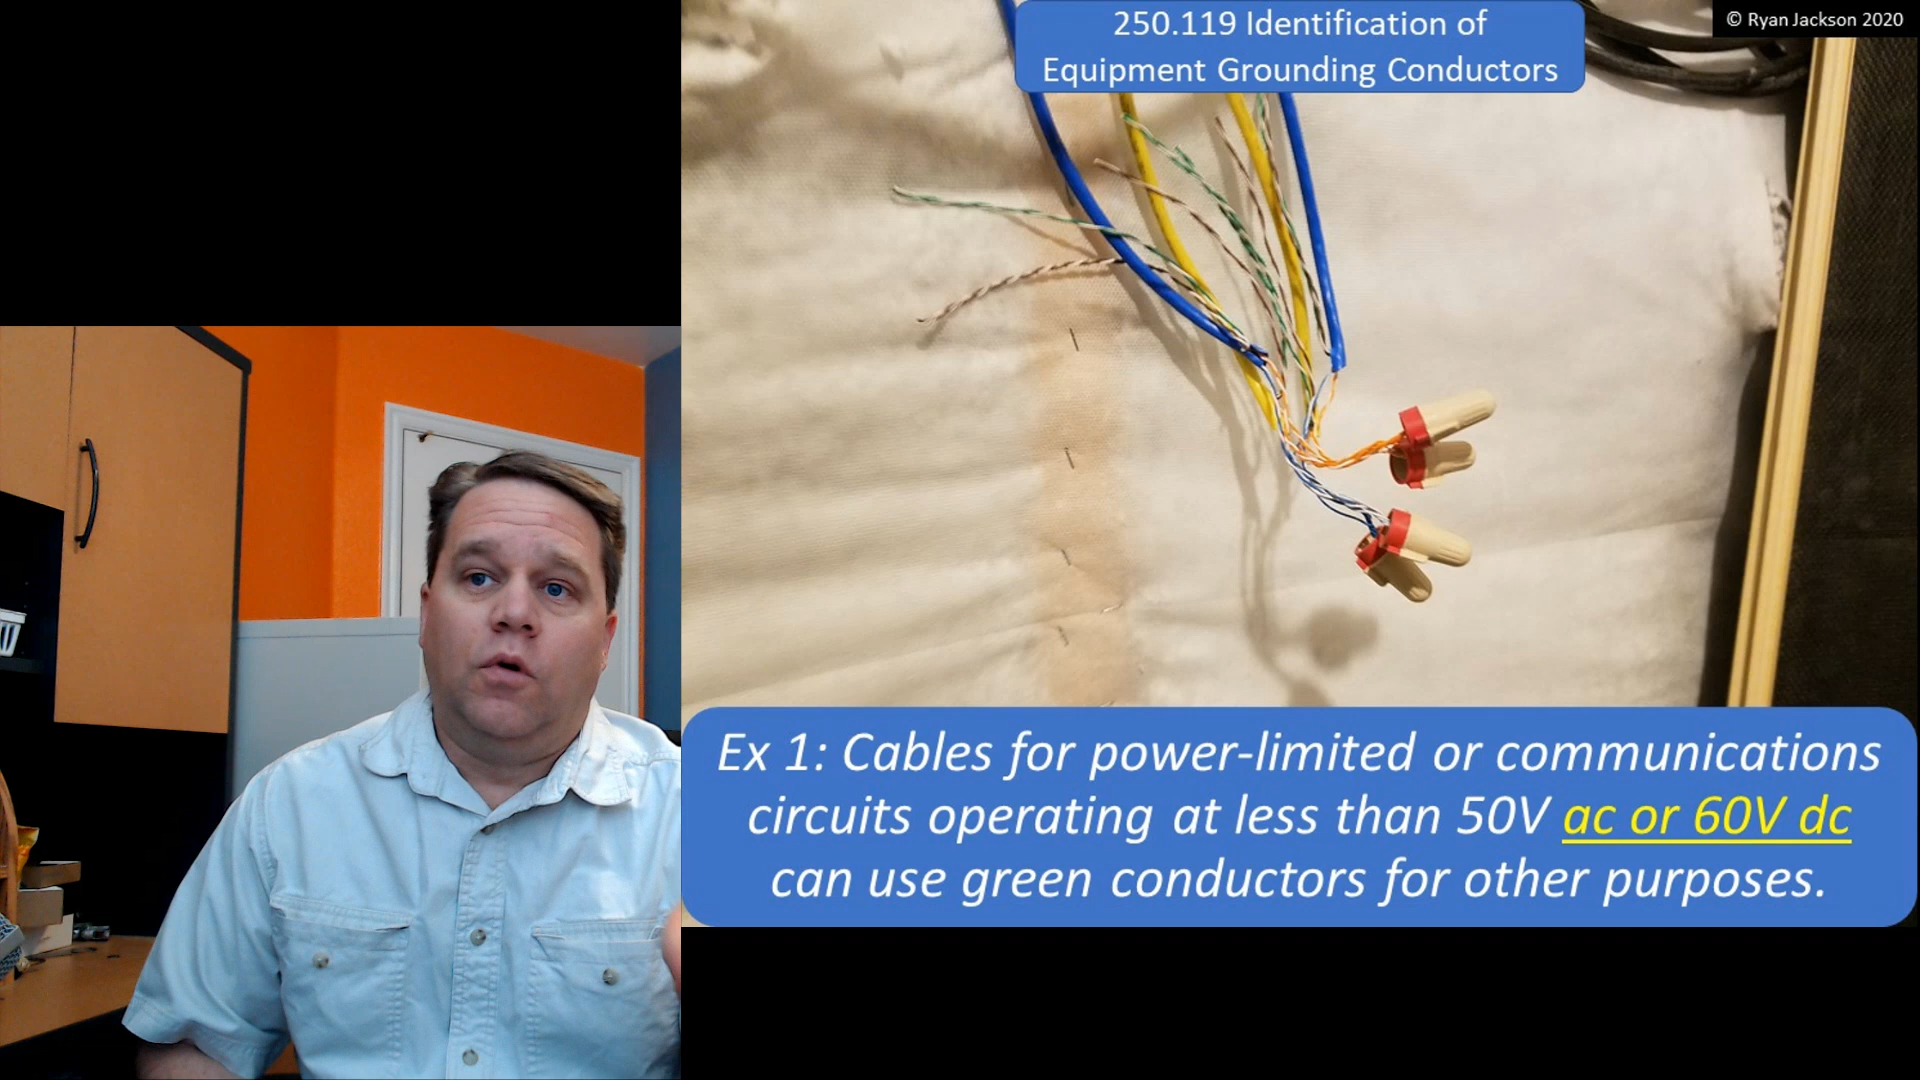 250.119 Identification of
Equipment Grounding Conductors
© Ryan Jackson 2020
Ex 1: Cables for power-limited or communications
circuits operating at less than 50V ac or 60V dc
can use green conductors for other purposes.